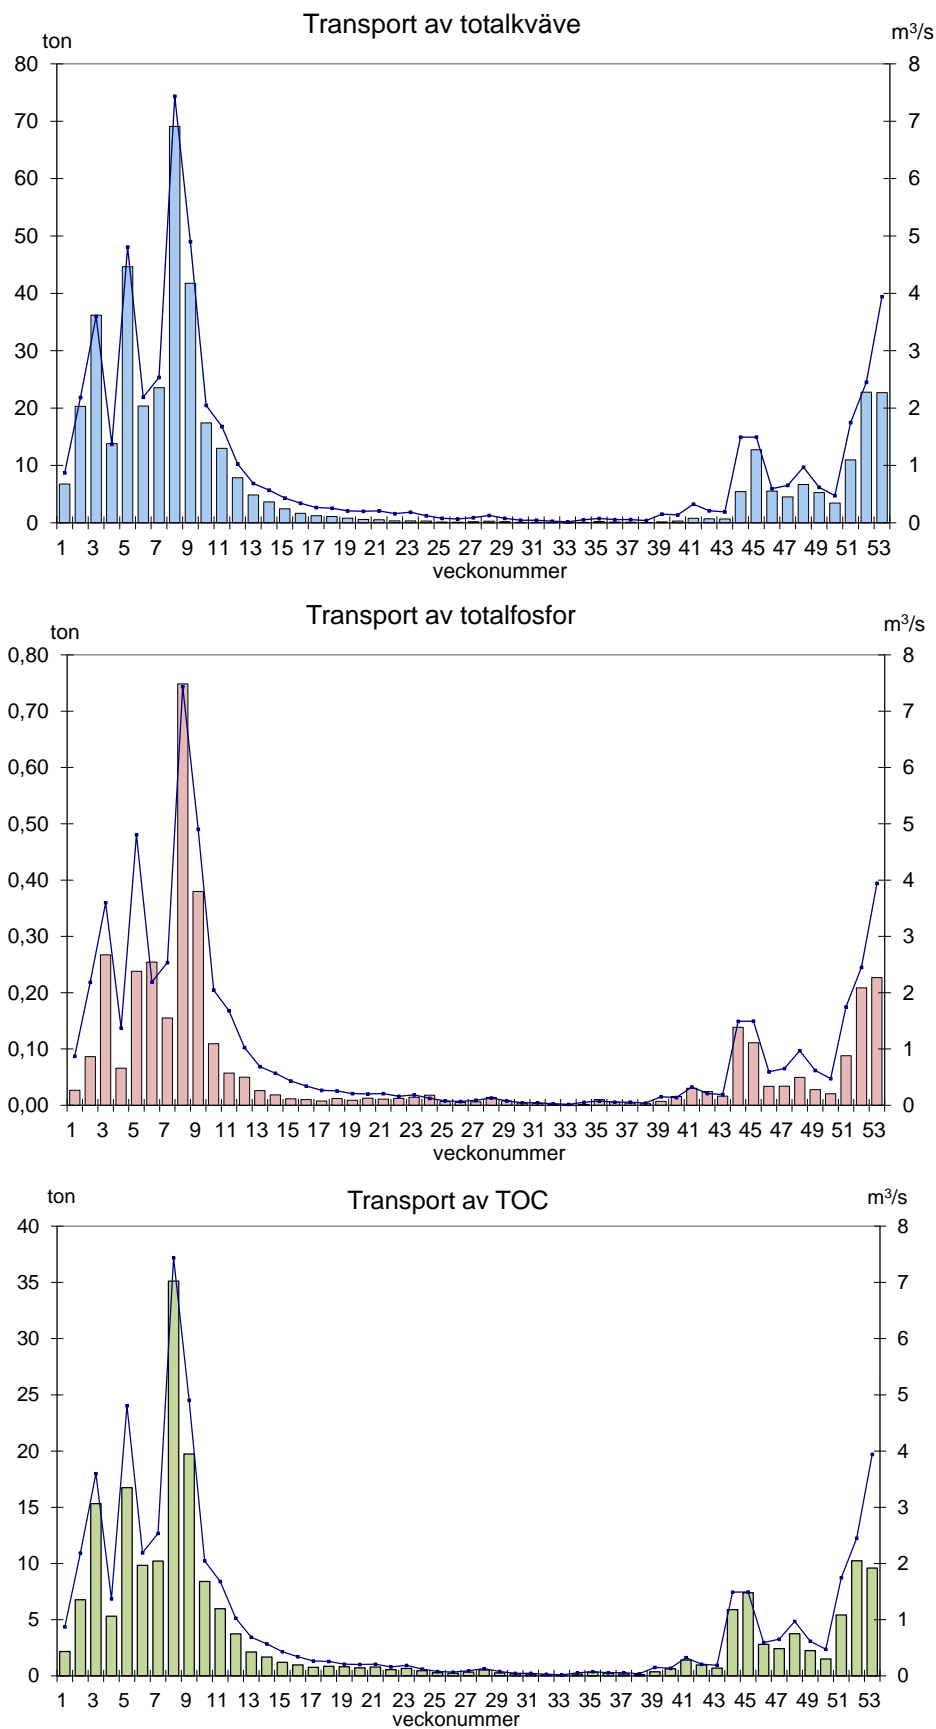 Transport av totalkväve
ton
m³/s
80 8
70 7
60 6
50 5
40 4
30 3
20 2
10 1
0 0
1 3 5 7 9 11 13 15 17 19 21 23 25 27 29 31 33 35 37 39 41 43 45 47 49 51 53
veckonummer
Transport av totalfosfor
ton
m³/s
0,80 8
0,70 7
0,60 6
0,50 5
0,40 4
0,30 3
0,20 2
0,10 1
0,00 0
1 3 5 7 9 11 13 15 17 19 21 23 25 27 29 31 33 35 37 39 41 43 45 47 49 51 53
veckonummer
ton
Transport av TOC
m³/s
40 8
35 7
30 6
25 5
20 4
15 3
10 2
5 1
0 0
1 3 5 7 9 11 13 15 17 19 21 23 25 27 29 31 33 35 37 39 41 43 45 47 49 51 53
veckonummer